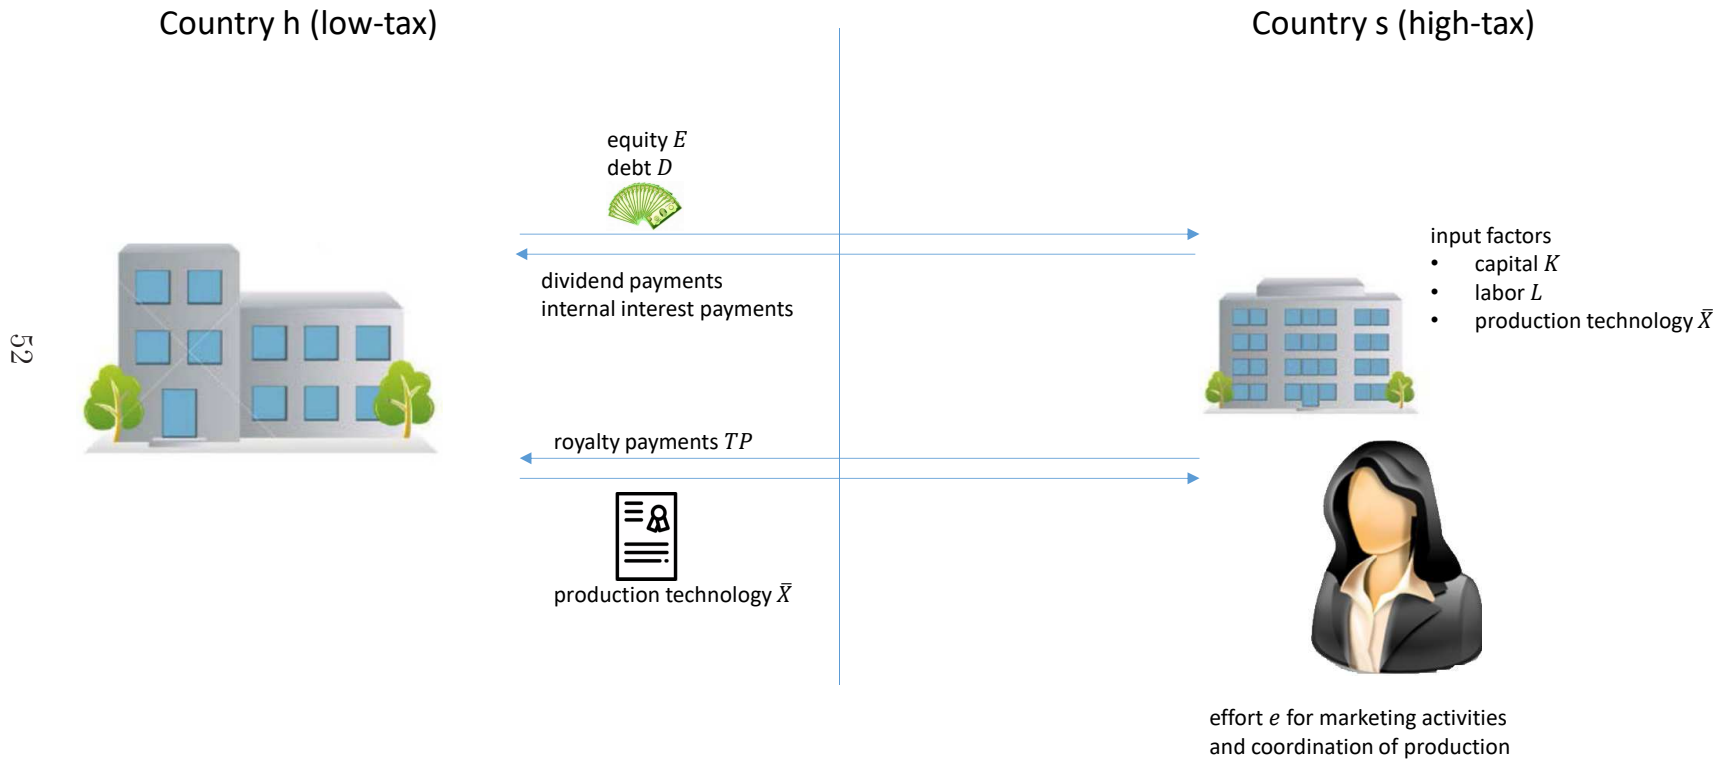 Country h (low-tax)
Country s (high-tax)
equity E
debt D
dividend payments
internal interest payments
input factors
• capital K
• labor L
• production technology X̄
52
royalty payments TP
production technology X̄
effort e for marketing activities
and coordination of production